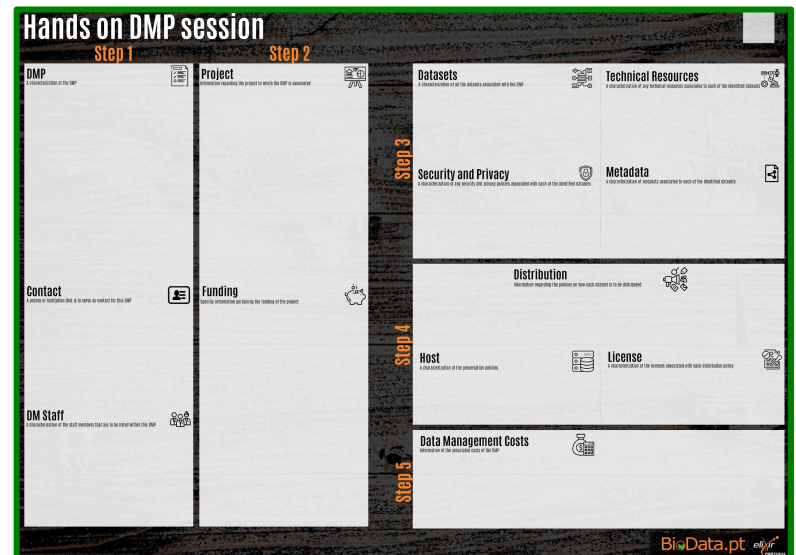 Hands on DMP session
Step 1
DMP
A characterization of the DMP
Contact
A person or institution that is to serve as contact for this DMP
DM Staff
A characterization of the staff members that are to be listed within this DMP
Step 2
Project
Information regarding the project to which the DMP is associated
Funding
Specific information pertaining the funding of the project
Step 3
Datasets
A characterization of all the datasets associated with the DMP
Technical Resources
A characterization of any technical resources associated to each of the identified datasets
Security and Privacy
A characterization of any security and privacy policies associated with each of the identified datasets
Metadata
A characterization of metadata associated to each of the identified datasets
Step 4
Distribution
Information regarding the policies on how each dataset is to be distributed
Host
A characterization of the preservation policies
License
A characterization of the licenses associated with each distribution policy
Step 5
Data Management Costs
Information of the associated costs of the DMP
BioData.pt
elixir
PORTUGAL